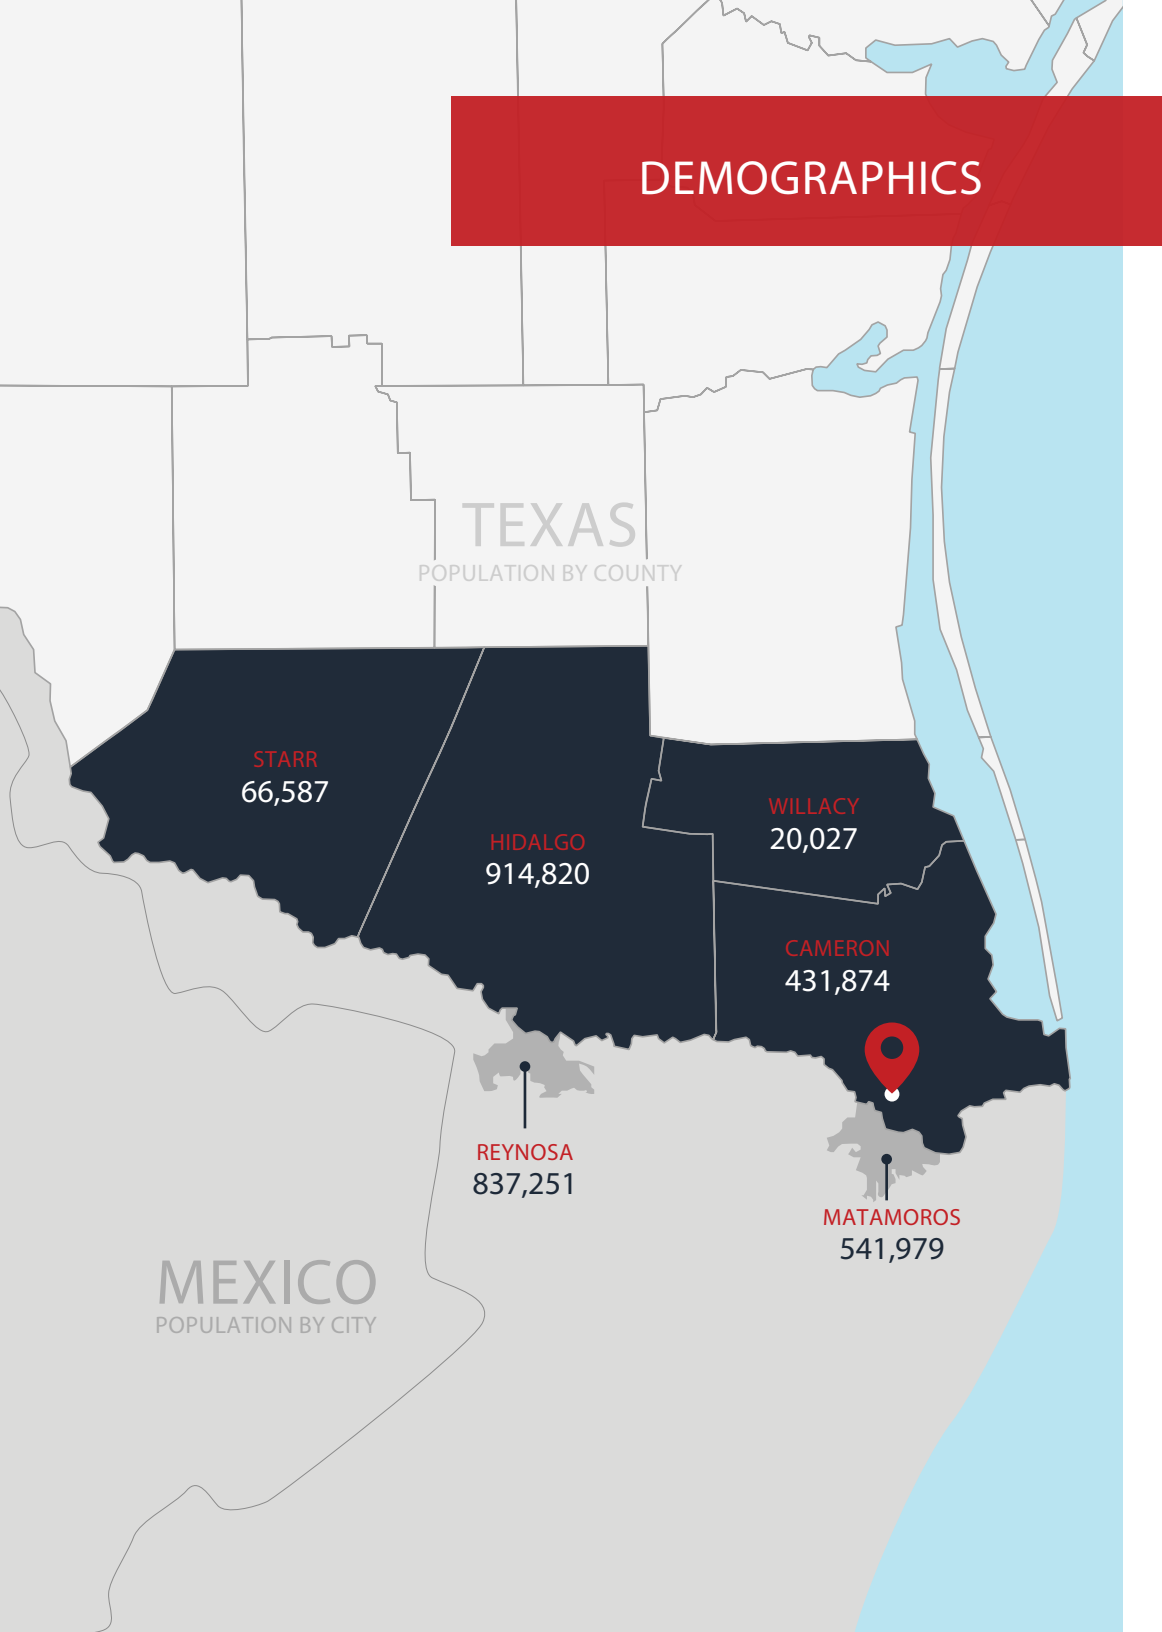 DEMOGRAPHICS
TEXAS
POPULATION BY COUNTY
STARR
66,587
HIDALGO
914,820
WILLACY
20,027
CAMERON
431,874
REYNOSA
837,251
MATAMOROS
541,979
MEXICO
POPULATION BY CITY